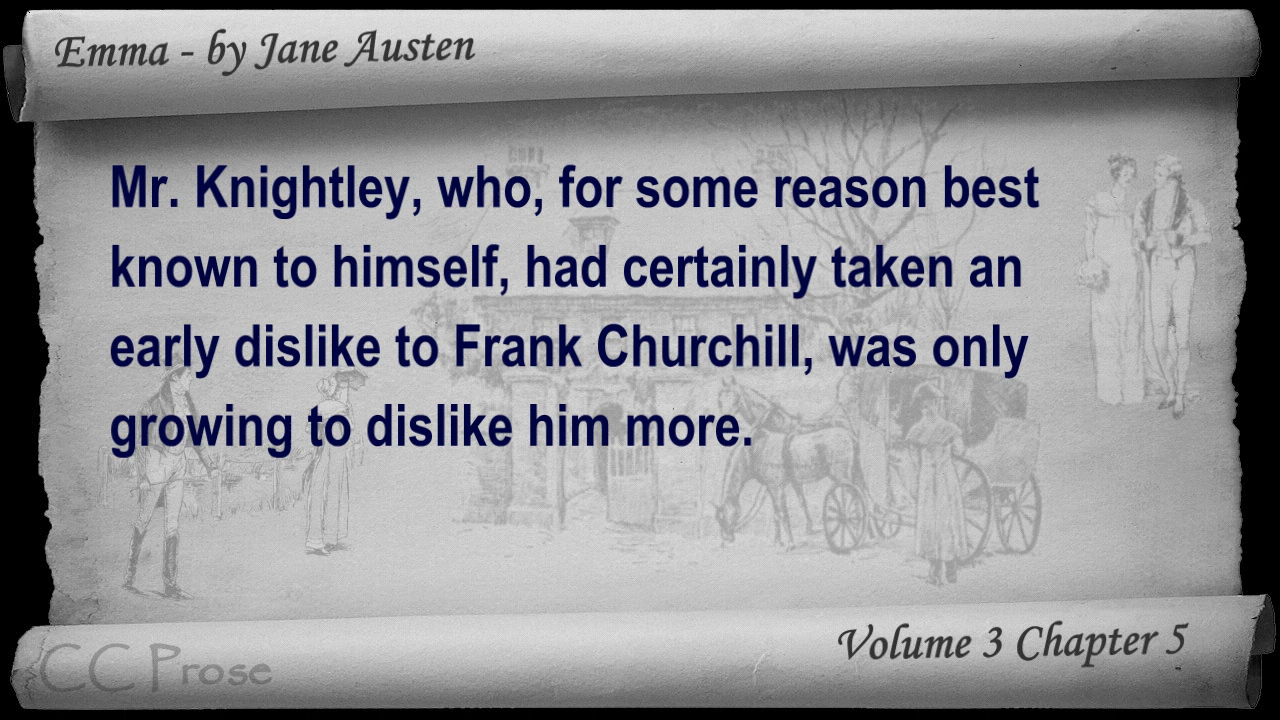 Emma - by Jane Austen
Mr. Knightley, who, for some reason best
known to himself, had certainly taken an
early dislike to Frank Churchill, was only
growing to dislike him more.
Volume 3 Chapter 5
CC Prose